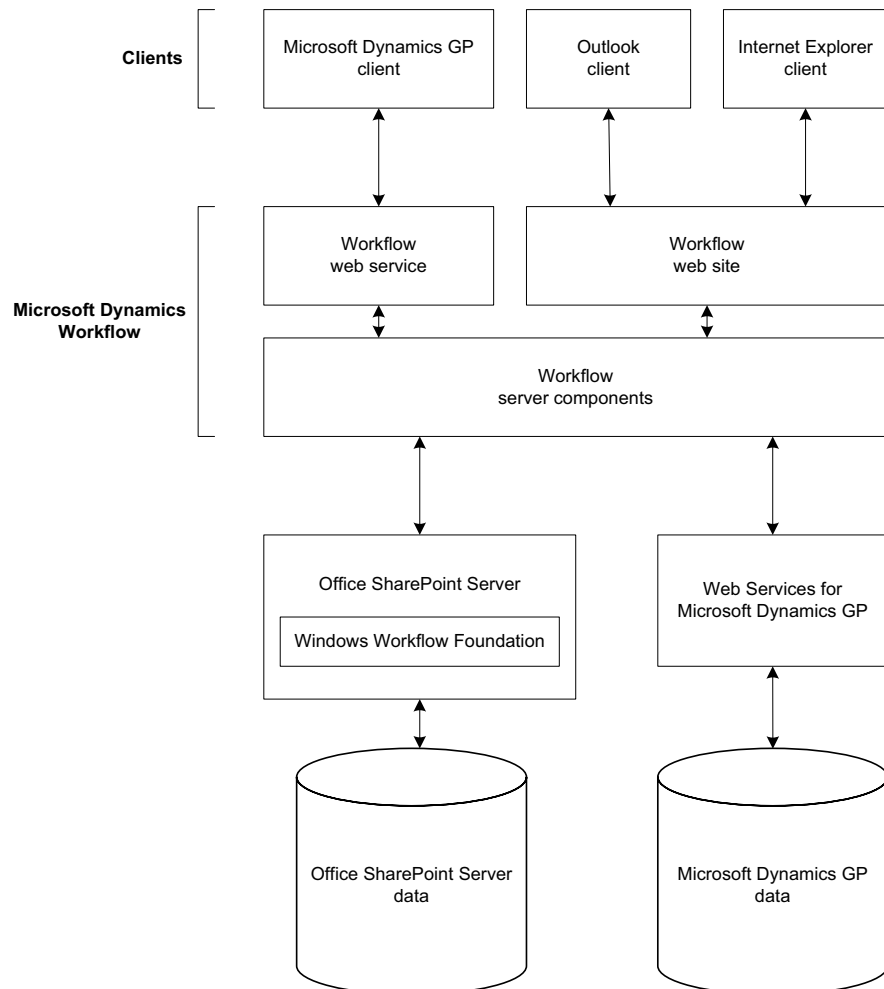 Clients
Microsoft Dynamics GP
client
Outlook
client
Internet Explorer
client
Microsoft Dynamics
Workflow
Workflow
web service
Workflow
web site
Workflow
server components
Office SharePoint Server
Windows Workflow Foundation
Web Services for
Microsoft Dynamics GP
Office SharePoint Server
data
Microsoft Dynamics GP
data